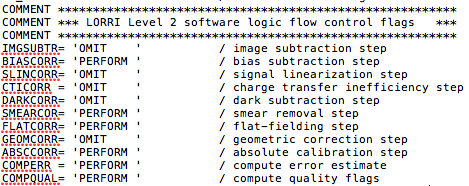 COMMENT ******************************************************
COMMENT *** LORRI Level 2 software logic flow control flags   ***
COMMENT ******************************************************
IMGSUBTR= 'OMIT    '           / image subtraction step
BIASCORR= 'PERFORM '           / bias subtraction step
SLINCORR= 'OMIT    '           / signal linearization step
CTICORR = 'OMIT    '           / charge transfer inefficiency step
DARKCORR= 'OMIT    '           / dark subtraction step
SMEARCOR= 'PERFORM '           / smear removal step
FLATCORR= 'PERFORM '           / flat-fielding step
GEOMCORR= 'OMIT    '           / geometric correction step
ABSCCORR= 'PERFORM '           / absolute calibration step
COMPERR = 'PERFORM '           / compute error estimate
COMPQUAL= 'PERFORM '           / compute quality flags